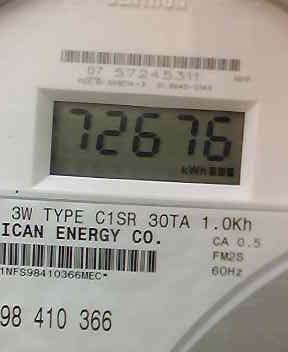 CENTRON
07 57245311
72676
kWh
3W TYPE C1SR 30TA 1.0Kh
ICAN ENERGY CO.
CA 0.5
FM2S
60Hz
1NFS98410366MEC*
98 410 366